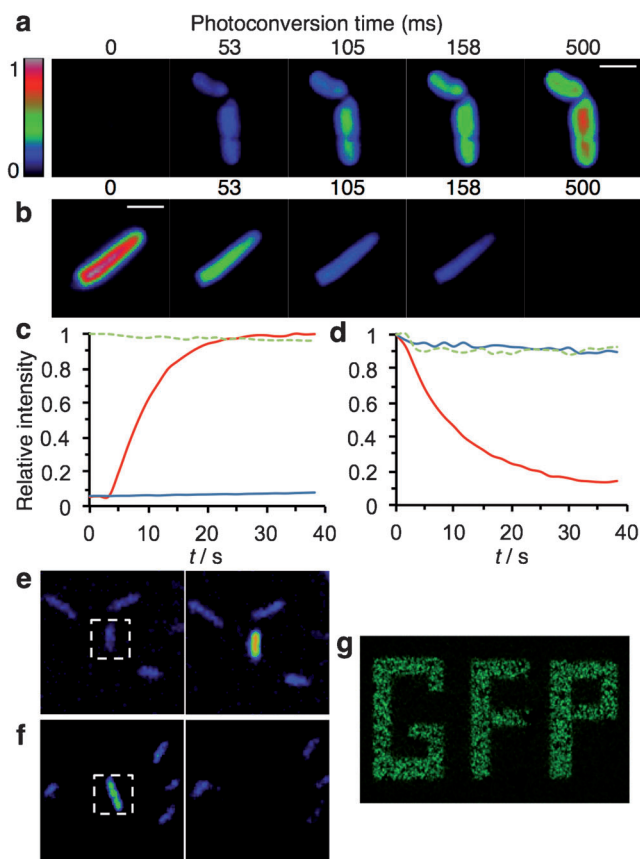 a
Photoconversion time (ms)
0 53 105 158 500
1
0
0 53 105 158 500
b
c
d
1
0.8
0.6
0.4
0.2
0
Relative intensity
0 10 20 30 40
t / s
1
0.8
0.6
0.4
0.2
0
0 10 20 30 40
t / s
e
f
g
GFP